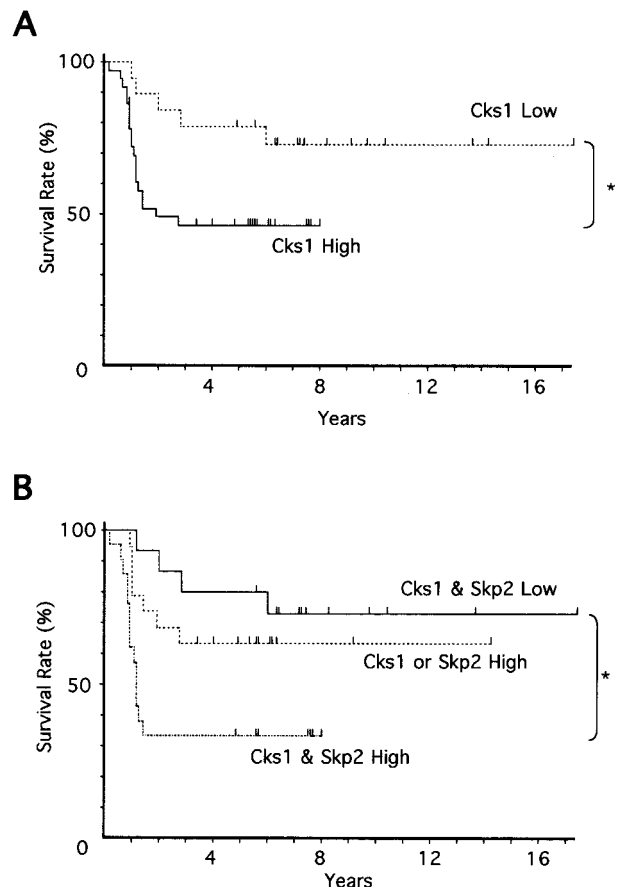 A
100
Survival Rate (%)
Cks1 Low
*
50
Cks1 High
0
4 8 12 16
Years
B
100
Survival Rate (%)
Cks1 & Skp2 Low
Cks1 or Skp2 High
*
50
Cks1 & Skp2 High
0
4 8 12 16
Years